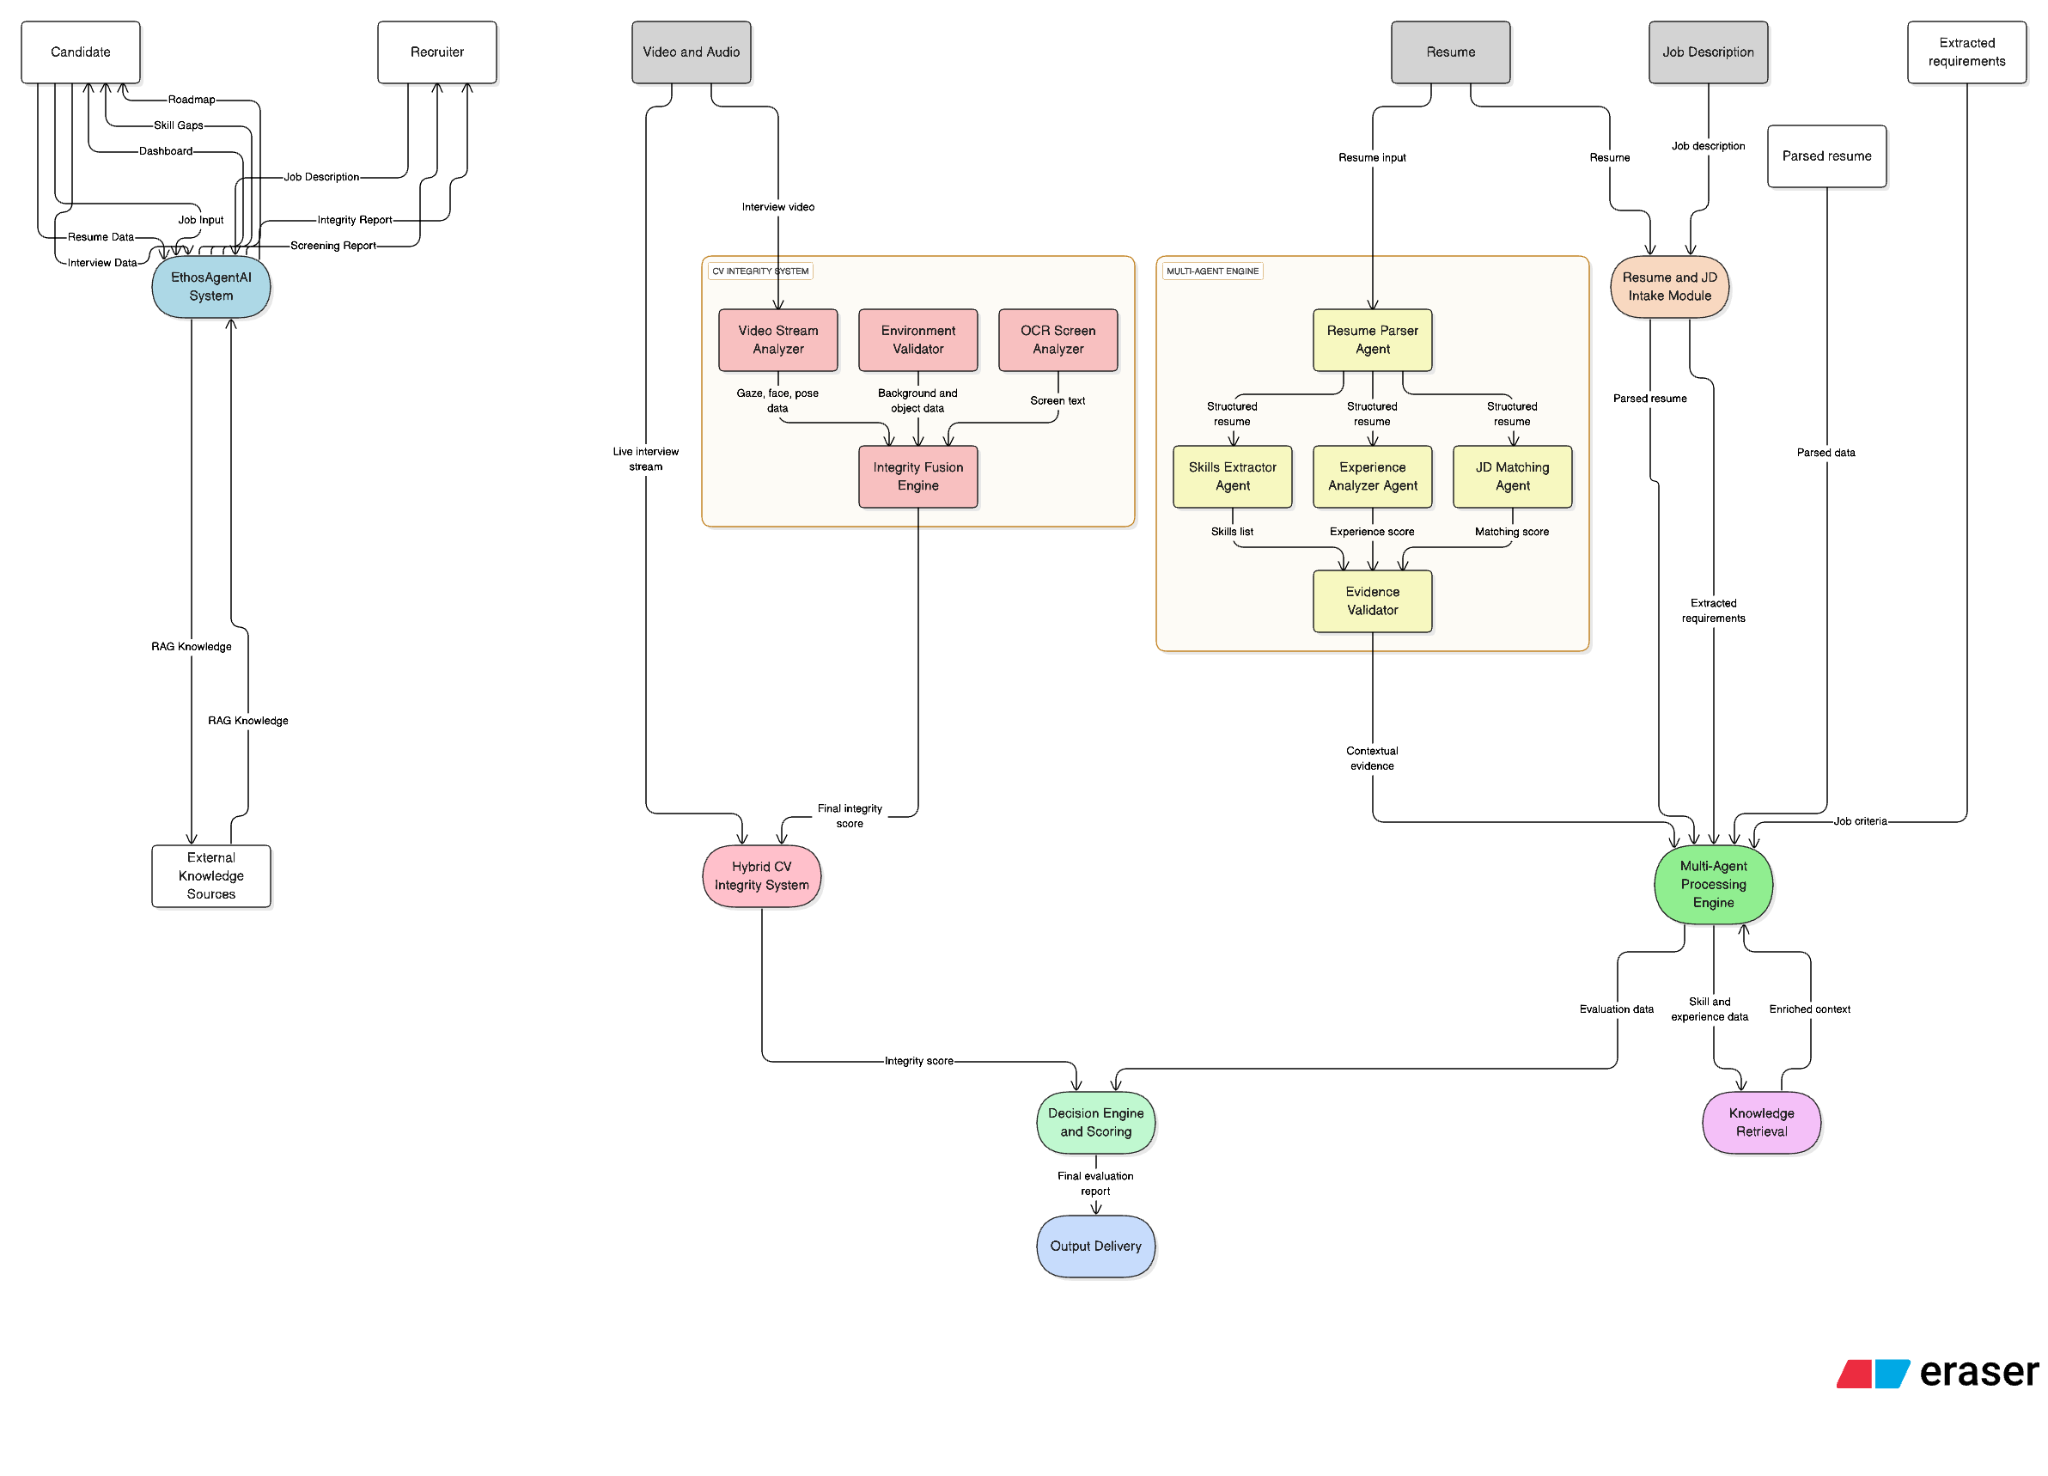 Candidate
Recruiter
Video and Audio
Resume
Job Description
Extracted
requirements
Roadmap
Skill Gaps
Dashboard
Job Description
Job Input
Integrity Report
Resume Data
Screening Report
Interview Data
EthosAgentAI
System
RAG Knowledge
RAG Knowledge
External
Knowledge
Sources
Interview video
Live interview
stream
CV INTEGRITY SYSTEM
Video Stream
Analyzer
Environment
Validator
OCR Screen
Analyzer
Gaze, face, pose
data
Background and
object data
Screen text
Integrity Fusion
Engine
Final integrity
score
Hybrid CV
Integrity System
Resume input
Resume
Job description
Parsed resume
MULTI-AGENT ENGINE
Resume Parser
Agent
Structured
resume
Structured
resume
Structured
resume
Skills Extractor
Agent
Experience
Analyzer Agent
JD Matching
Agent
Skills list
Experience score
Matching score
Evidence
Validator
Contextual
evidence
Resume and JD
Intake Module
Parsed resume
Extracted
requirements
Parsed data
Job criteria
Multi-Agent
Processing
Engine
Evaluation data
Skill and
experience data
Enriched context
Integrity score
Decision Engine
and Scoring
Knowledge
Retrieval
Final evaluation
report
Output Delivery
eraser